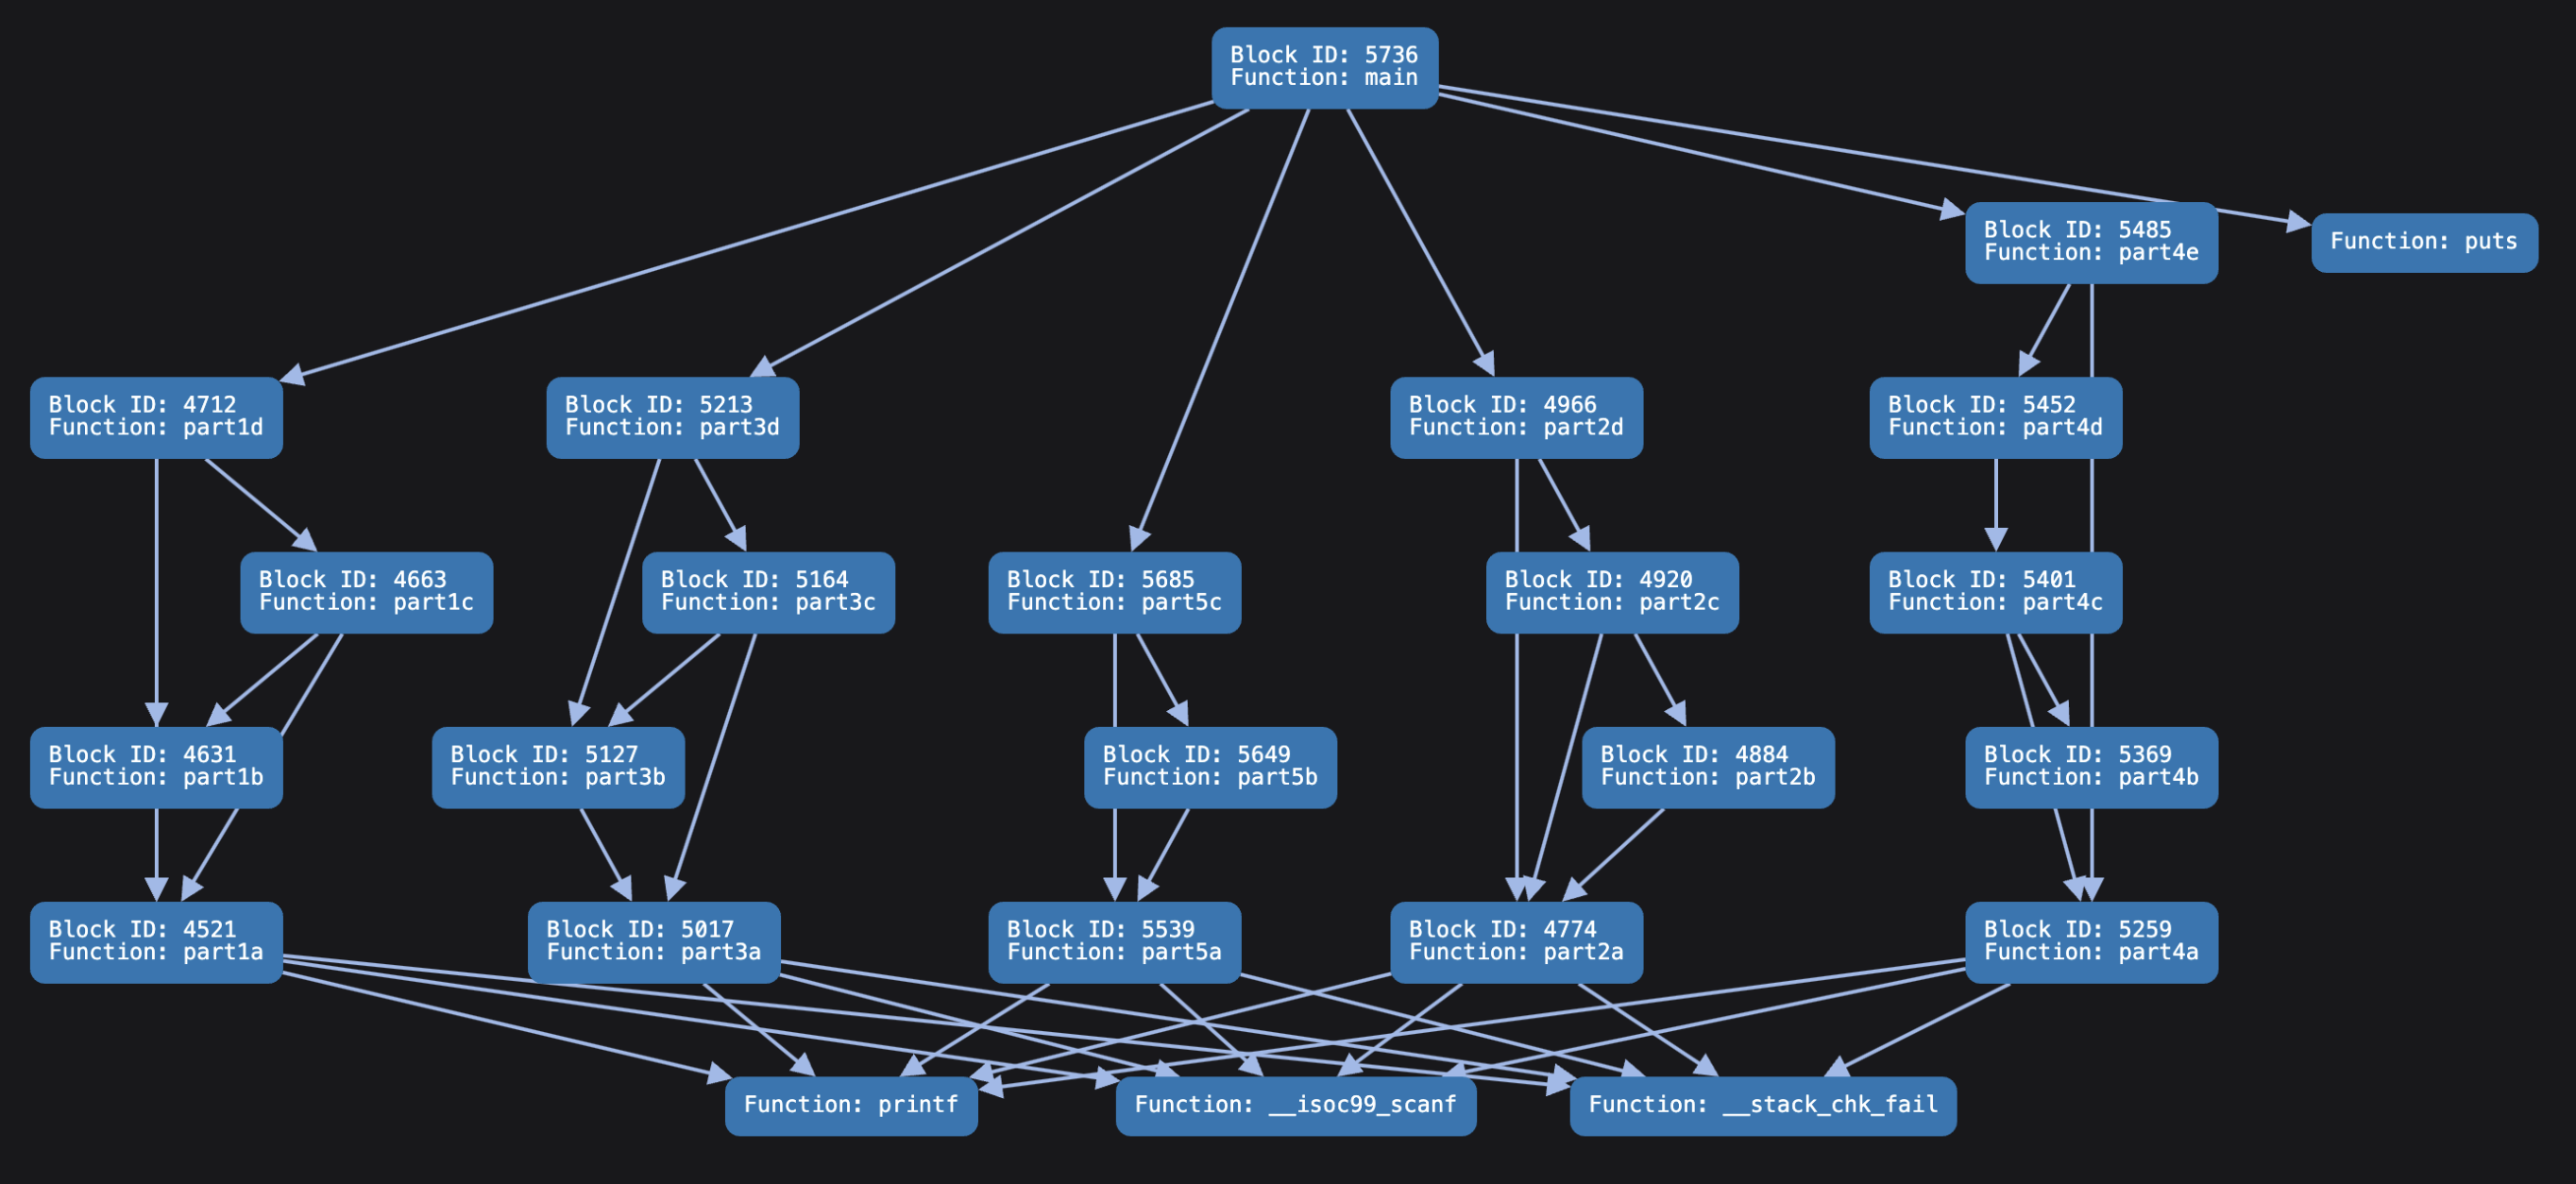 Block ID: 5736
Function: main
Block ID: 5485
Function: part4e
Function: puts
Block ID: 4712
Function: part1d
Block ID: 5213
Function: part3d
Block ID: 4966
Function: part2d
Block ID: 5452
Function: part4d
Block ID: 4663
Function: part1c
Block ID: 5164
Function: part3c
Block ID: 5685
Function: part5c
Block ID: 4920
Function: part2c
Block ID: 5401
Function: part4c
Block ID: 4631
Function: part1b
Block ID: 5127
Function: part3b
Block ID: 5649
Function: part5b
Block ID: 4884
Function: part2b
Block ID: 5369
Function: part4b
Block ID: 4521
Function: part1a
Block ID: 5017
Function: part3a
Block ID: 5539
Function: part5a
Block ID: 4774
Function: part2a
Block ID: 5259
Function: part4a
Function: printf
Function: __isoc99_scanf
Function: __stack_chk_fail